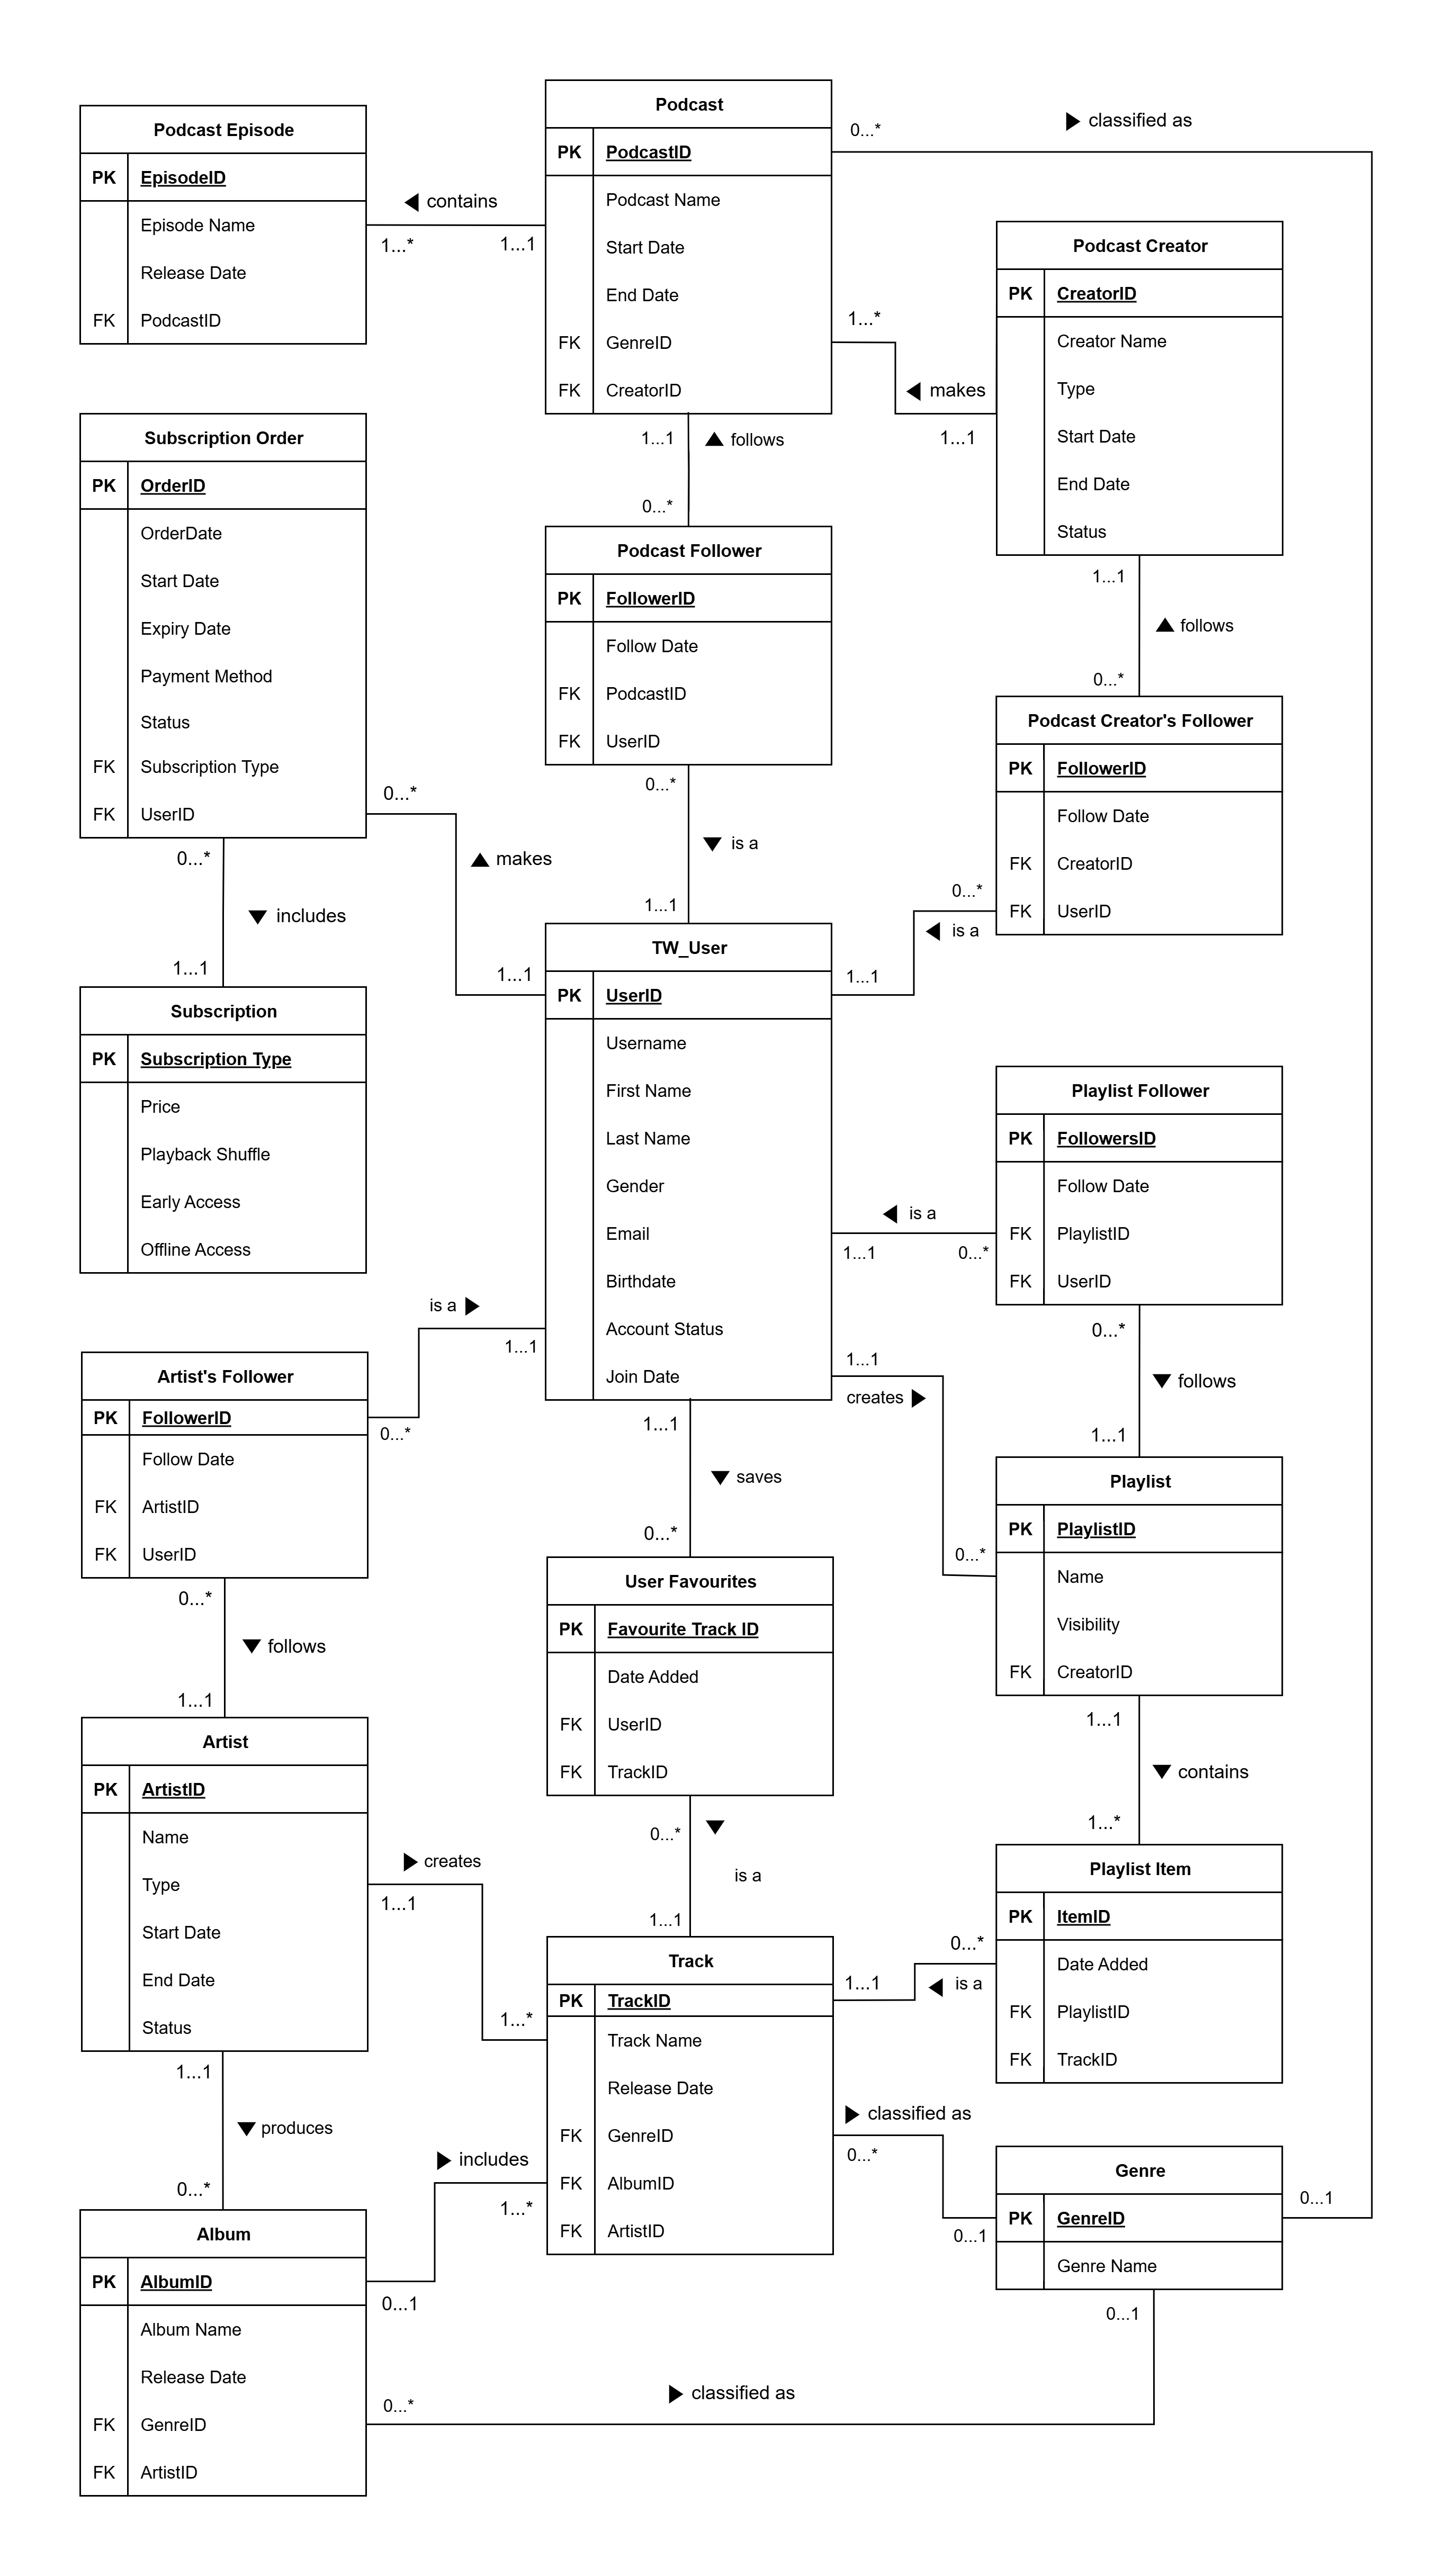 Podcast
PK PodcastID
Podcast Name
Start Date
End Date
FK GenreID
FK CreatorID
0...*
classified as
Podcast Episode
PK EpisodeID
Episode Name
Release Date
FK PodcastID
contains
1...*
1...1
Podcast Creator
PK CreatorID
Creator Name
Type
Start Date
End Date
Status
1...*
makes
1...1
1...1
follows
0...*
Subscription Order
PK OrderID
OrderDate
Start Date
Expiry Date
Payment Method
Status
FK Subscription Type
FK UserID
Podcast Follower
PK FollowerID
Follow Date
FK PodcastID
FK UserID
1...1
follows
0...*
Podcast Creator's Follower
PK FollowerID
Follow Date
FK CreatorID
FK UserID
0...*
makes
1...1
0...*
is a
1...1
0...*
is a
1...1
0...*
includes
1...1
TW_User
PK UserID
Username
First Name
Last Name
Gender
Email
Birthdate
Account Status
Join Date
Subscription
PK Subscription Type
Price
Playback Shuffle
Early Access
Offline Access
Playlist Follower
PK FollowersID
Follow Date
FK PlaylistID
FK UserID
is a
1...1
0...*
is a
1...1
0...*
1...1
creates
0...*
0...*
follows
1...1
Artist's Follower
PK FollowerID
Follow Date
FK ArtistID
FK UserID
1...1
saves
0...*
Playlist
PK PlaylistID
Name
Visibility
FK CreatorID
User Favourites
PK Favourite Track ID
Date Added
FK UserID
FK TrackID
0...*
follows
1...1
Artist
PK ArtistID
Name
Type
Start Date
End Date
Status
1...1
contains
1...*
creates
1...1
1...*
0...*
is a
1...1
Playlist Item
PK ItemID
Date Added
FK PlaylistID
FK TrackID
Track
PK TrackID
Track Name
Release Date
FK GenreID
FK AlbumID
FK ArtistID
0...*
1...1
is a
1...1
produces
0...*
classified as
0...*
0...1
includes
1...*
0...1
Genre
PK GenreID
Genre Name
0...1
0...1
Album
PK AlbumID
Album Name
Release Date
FK GenreID
FK ArtistID
0...*
classified as